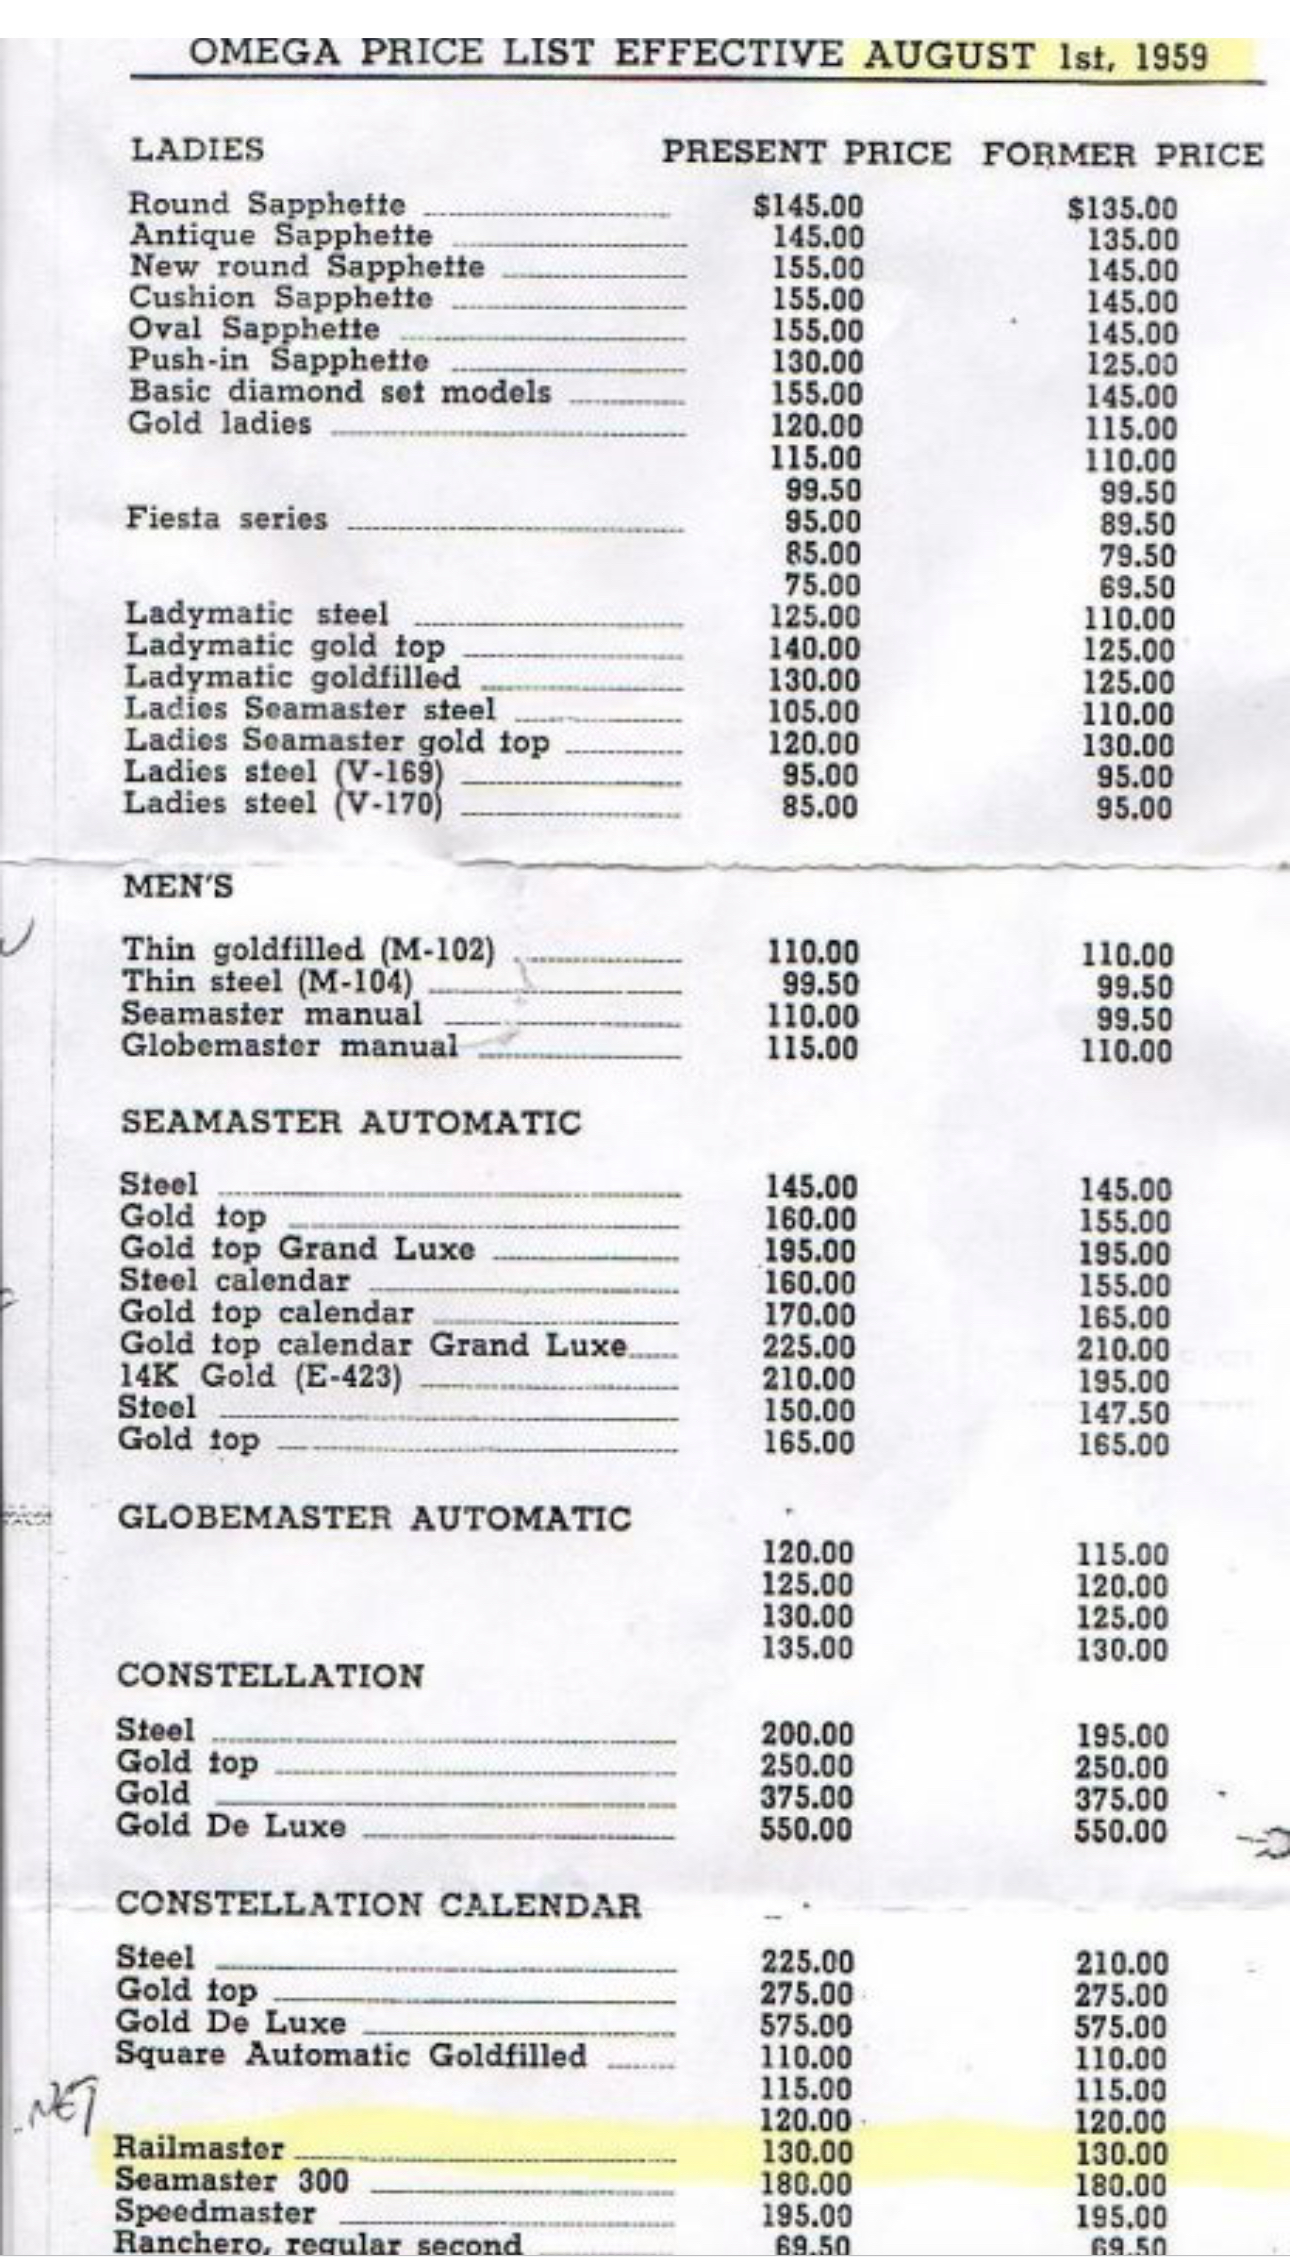 OMEGA PRICE LIST EFFECTIVE AUGUST 1st, 1959
LADIES PRESENT PRICE FORMER PRICE
Round Sapphette $145.00 $135.00
Antique Sapphette 145.00 135.00
New round Sapphette 155.00 145.00
Cushion Sapphette 155.00 145.00
Oval Sapphette 155.00 145.00
Push-in Sapphette 130.00 125.00
Basic diamond set models 155.00 145.00
Gold ladies 120.00 115.00
115.00 110.00
99.50 99.50
Fiesta series 95.00 89.50
85.00 79.50
75.00 69.50
Ladymatic steel 125.00 110.00
Ladymatic gold top 140.00 125.00
Ladymatic goldfilled 130.00 125.00
Ladies Seamaster steel 105.00 110.00
Ladies Seamaster gold top 120.00 130.00
Ladies steel (V-169) 95.00 95.00
Ladies steel (V-170) 85.00 95.00
MEN'S
Thin goldfilled (M-102) 110.00 110.00
Thin steel (M-104) 99.50 99.50
Seamaster manual 110.00 99.50
Globemaster manual 115.00 110.00
SEAMASTER AUTOMATIC
Steel 145.00 145.00
Gold top 160.00 155.00
Gold top Grand Luxe 195.00 195.00
Steel calendar 160.00 155.00
Gold top calendar 170.00 165.00
Gold top calendar Grand Luxe 225.00 210.00
14K Gold (E-423) 210.00 195.00
Steel 150.00 147.50
Gold top 165.00 165.00
GLOBEMASTER AUTOMATIC
120.00 115.00
125.00 120.00
130.00 125.00
135.00 130.00
CONSTELLATION
Steel 200.00 195.00
Gold top 250.00 250.00
Gold 375.00 375.00
Gold De Luxe 550.00 550.00
CONSTELLATION CALENDAR
Steel 225.00 210.00
Gold top 275.00 275.00
Gold De Luxe 575.00 575.00
Square Automatic Goldfilled 110.00 110.00
115.00 115.00
.NET 120.00 120.00
Railmaster 130.00 130.00
Seamaster 300 180.00 180.00
Speedmaster 195.00 195.00
Ranchero, regular second 69.50 69.50